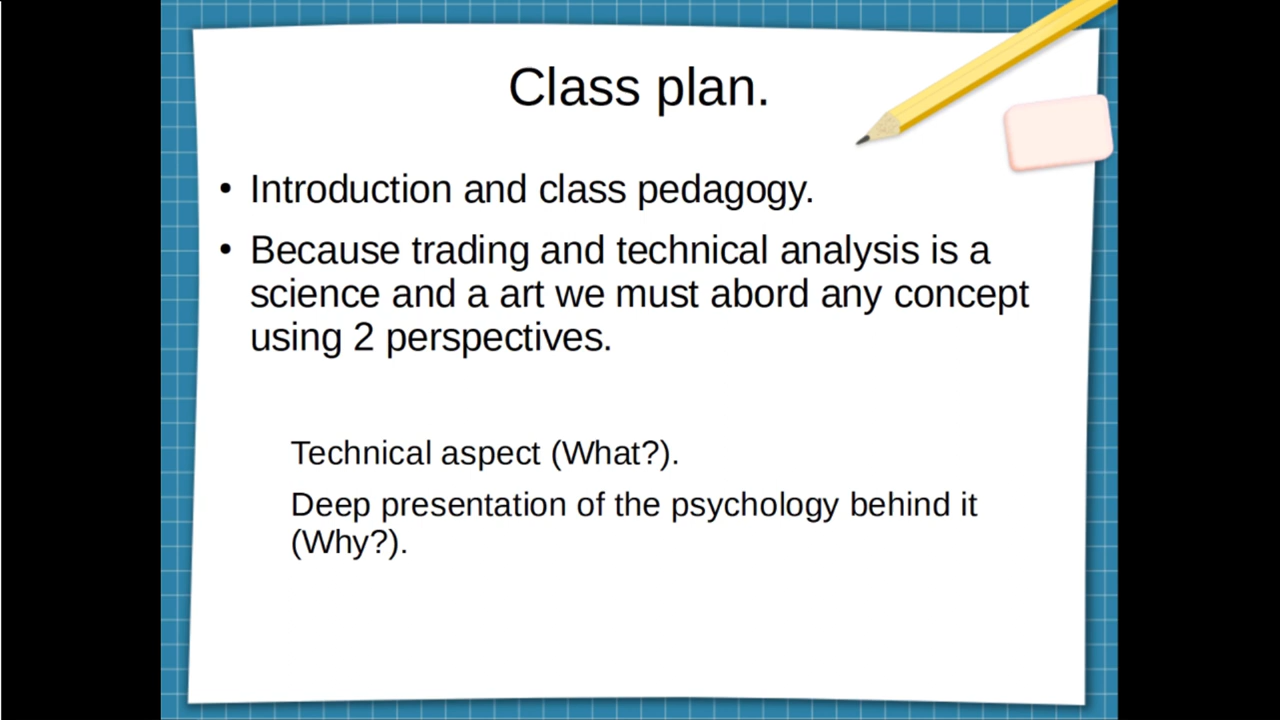 Class plan.
• Introduction and class pedagogy.
• Because trading and technical analysis is a
science and a art we must abord any concept
using 2 perspectives.
Technical aspect (What?).
Deep presentation of the psychology behind it
(Why?).